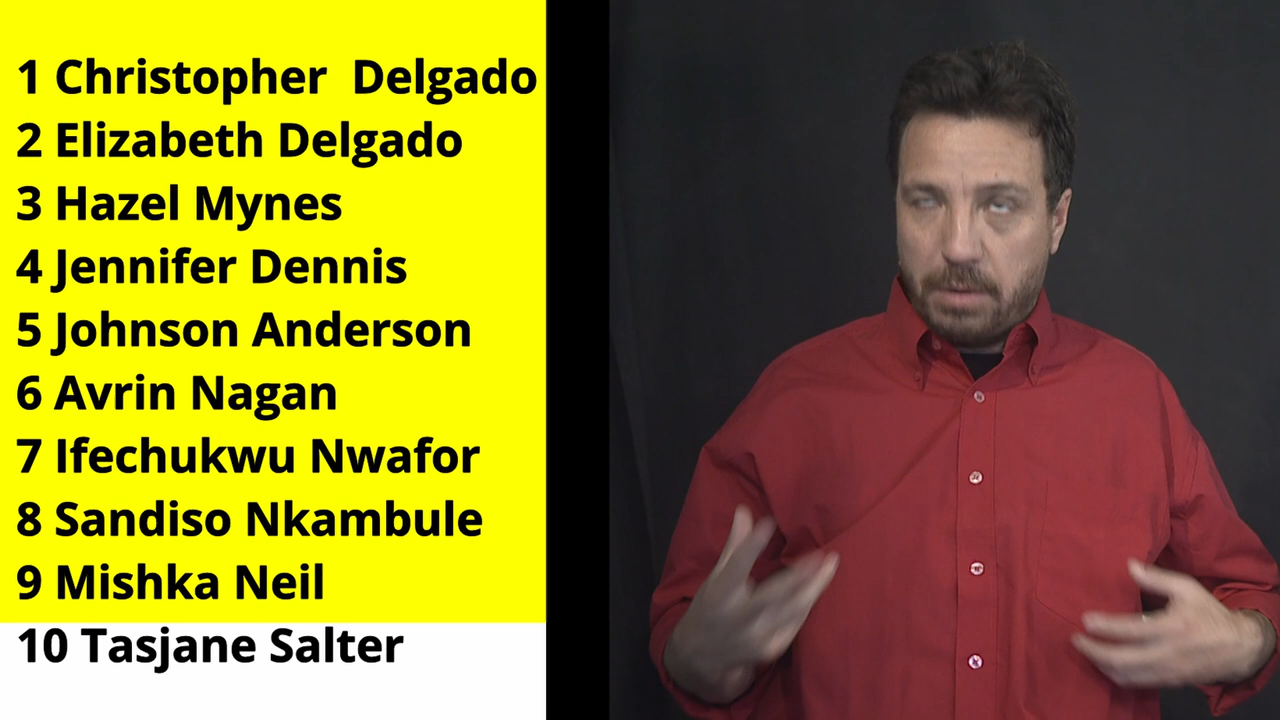 1 Christopher  Delgado
2 Elizabeth Delgado
3 Hazel Mynes
4 Jennifer Dennis
5 Johnson Anderson
6 Avrin Nagan
7 Ifechukwu Nwafor
8 Sandiso Nkambule
9 Mishka Neil
10 Tasjane Salter